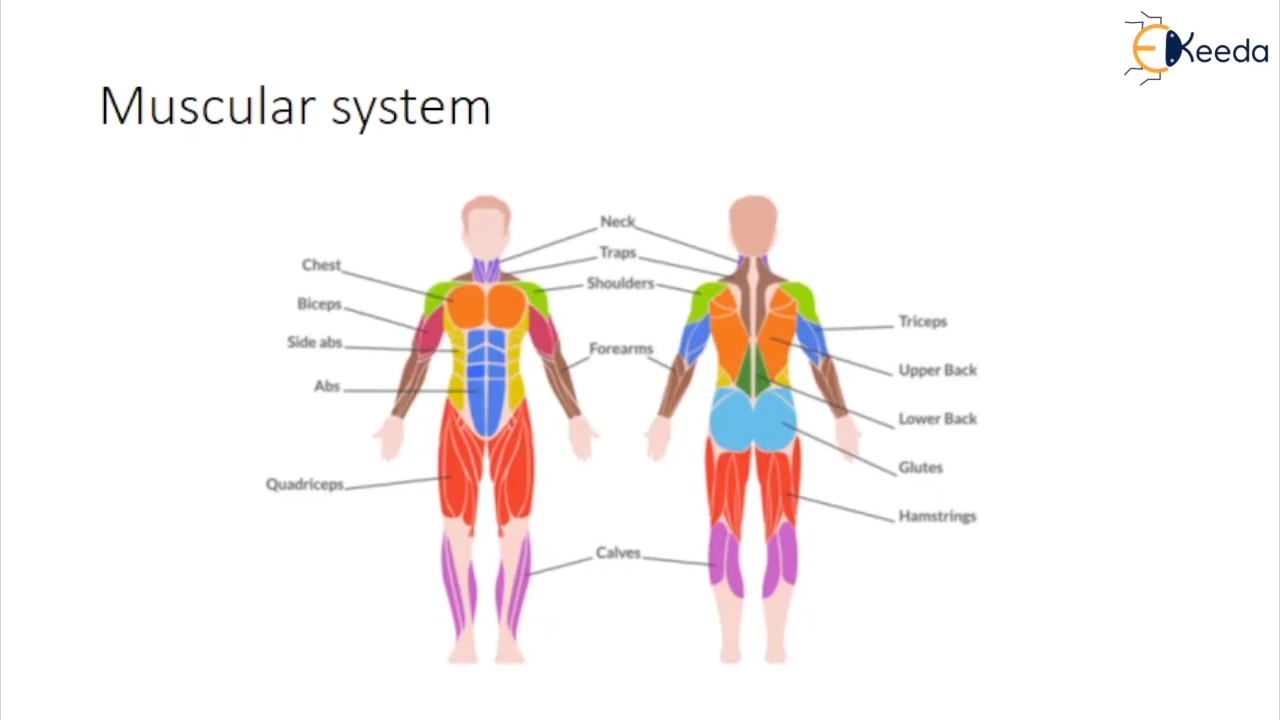 EKeeda
Muscular system
Neck
Traps
Shoulders
Chest
Biceps
Side abs
Abs
Forearms
Quadriceps
Calves
Triceps
Upper Back
Lower Back
Glutes
Hamstrings